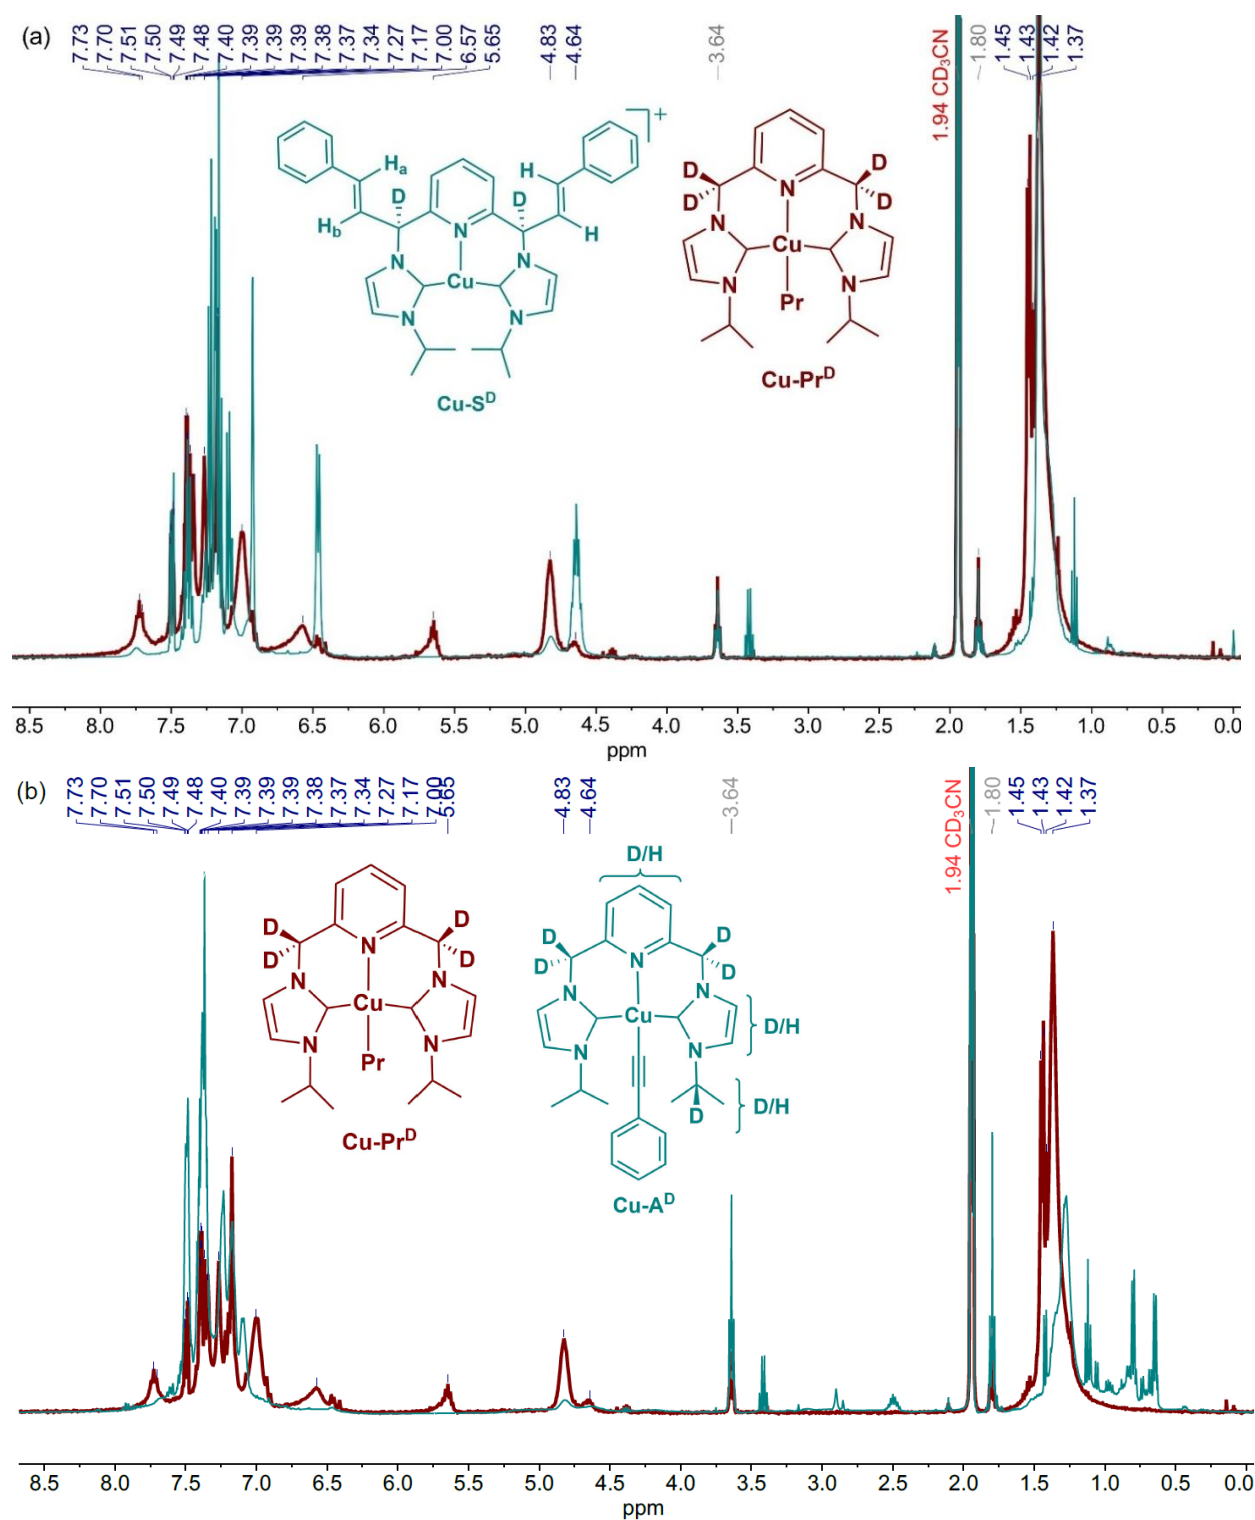 (a)
7.73
7.70
7.51
7.50
7.49
7.48
7.40
7.39
7.39
7.39
7.38
7.37
7.34
7.27
7.17
7.00
6.57
5.65
4.83
4.64
3.64
1.94 CD3CN
1.80
1.45
1.43
1.42
1.37
+
Ha
H
D
D
D
D
Hb
N
H
D
N
D
N
N
N
N
Cu
Cu
N
N
N
N
Pr
Cu-SD
Cu-PrD
8.5 8.0 7.5 7.0 6.5 6.0 5.5 5.0 4.5 4.0 3.5 3.0 2.5 2.0 1.5 1.0 0.5 0.0
ppm
(b)
7.73
7.70
7.51
7.50
7.49
7.48
7.40
7.39
7.39
7.39
7.38
7.37
7.34
7.27
7.17
7.00
5.65
4.83
4.64
3.64
1.94 CD3CN
1.80
1.45
1.43
1.42
1.37
D/H
D
D
D
D
D
N
D
D
N
D
N
N
N
N
Cu
Cu
D/H
N
N
N
N
Pr
D
D/H
Cu-PrD
Cu-AD
8.5 8.0 7.5 7.0 6.5 6.0 5.5 5.0 4.5 4.0 3.5 3.0 2.5 2.0 1.5 1.0 0.5 0.0
ppm